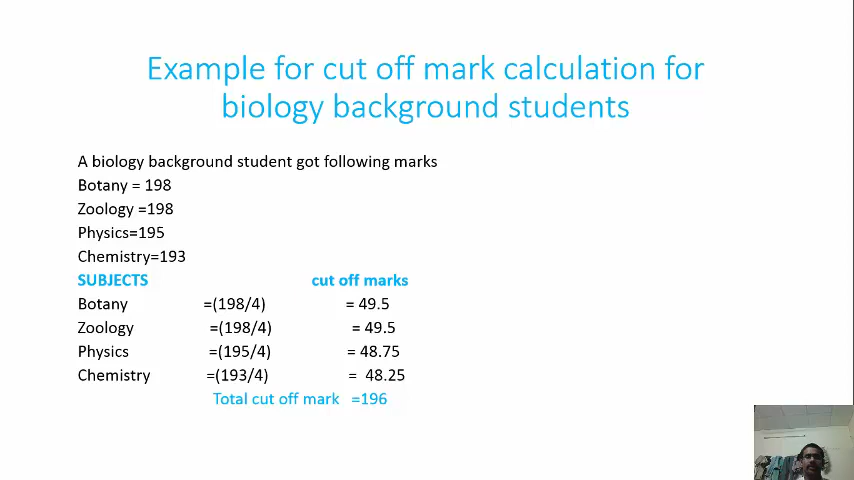 Example for cut off mark calculation for
biology background students
A biology background student got following marks
Botany = 198
Zoology =198
Physics=195
Chemistry=193
SUBJECTS cut off marks
Botany =(198/4) = 49.5
Zoology =(198/4) = 49.5
Physics =(195/4) = 48.75
Chemistry =(193/4) = 48.25
Total cut off mark =196